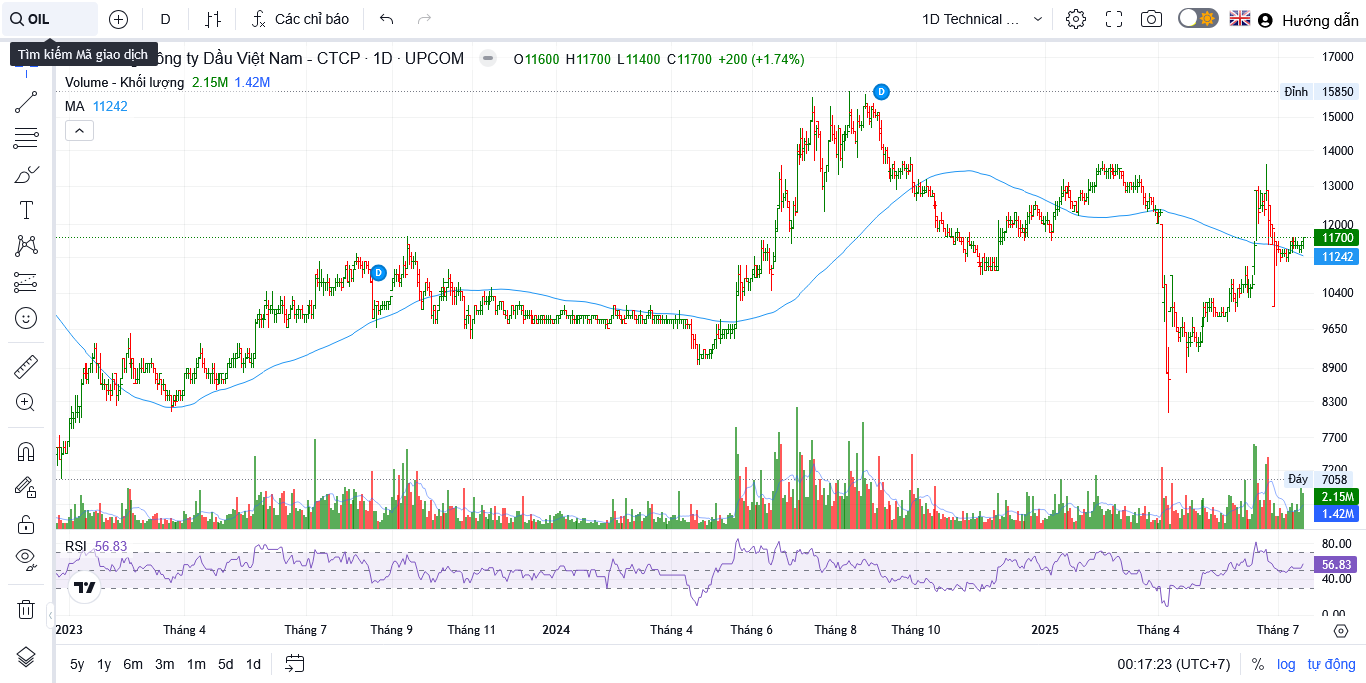 OIL
D
Các chỉ báo
1D Technical ...
Hướng dẫn
Tìm kiếm Mã giao dịch
ông ty Dầu Việt Nam - CTCP · 1D · UPCOM
O11600 H11700 L11400 C11700 +200 (+1.74%)
Volume - Khối lượng 2.15M 1.42M
MA 11242
D
D
17000
Đỉnh 15850
15000
14000
13000
12000
11700
11242
10400
9650
8900
8300
7700
7200
Đáy 7058
2.15M
1.42M
RSI 56.83
80.00
56.83
40.00
0.00
2023 Tháng 4 Tháng 7 Tháng 9 Tháng 11 2024 Tháng 4 Tháng 6 Tháng 8 Tháng 10 2025 Tháng 4 Tháng 7
5y 1y 6m 3m 1m 5d 1d
00:17:23 (UTC+7) % log tự động